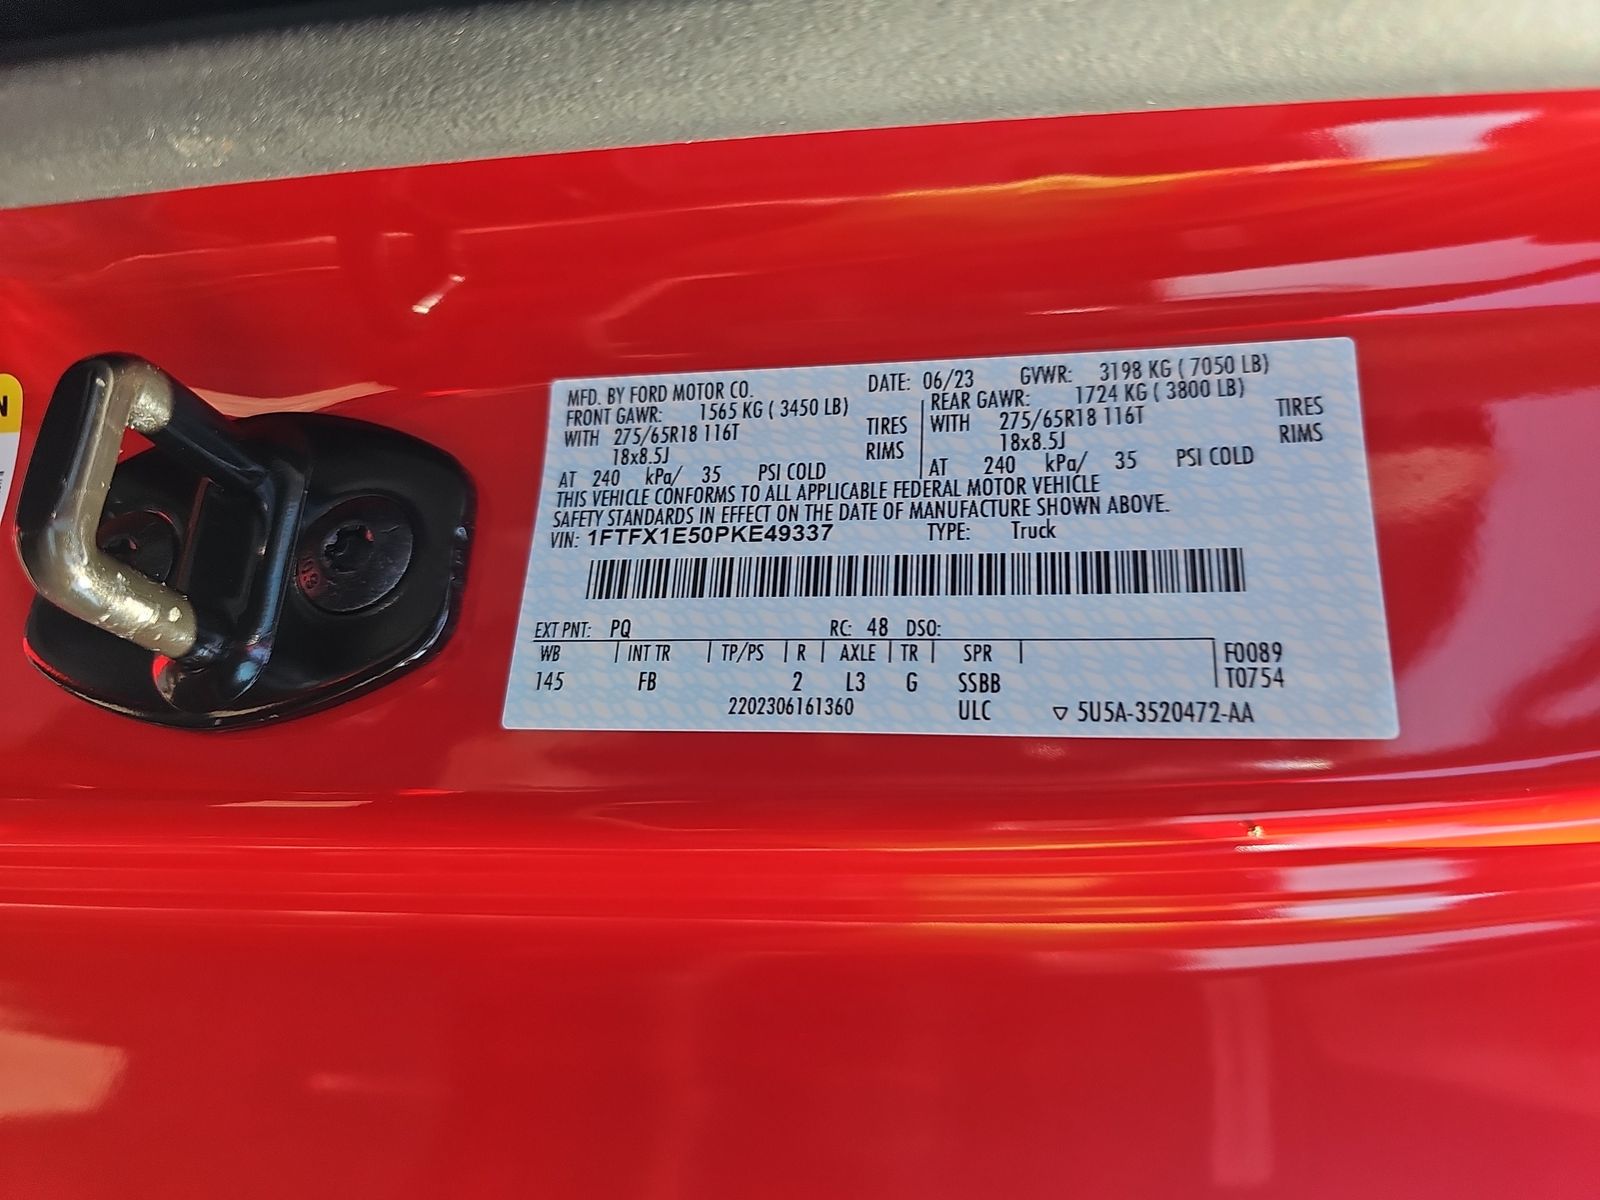 N
MFD. BY FORD MOTOR CO. DATE: 06/23 GVWR: 3198 KG ( 7050 LB)
FRONT GAWR: 1565 KG ( 3450 LB) REAR GAWR: 1724 KG ( 3800 LB)
WITH 275/65R18 116T TIRES WITH 275/65R18 116T TIRES
18x8.5J RIMS 18x8.5J RIMS
AT 240 kPa/ 35 PSI COLD AT 240 kPa/ 35 PSI COLD
THIS VEHICLE CONFORMS TO ALL APPLICABLE FEDERAL MOTOR VEHICLE
SAFETY STANDARDS IN EFFECT ON THE DATE OF MANUFACTURE SHOWN ABOVE.
VIN: 1FTFX1E50PKE49337 TYPE: Truck
EXT PNT: PQ RC: 48 DSO:
WB | INT TR | TP/PS | R | AXLE | TR | SPR | F0089
145 FB 2 L3 G SSBB T0754
2202306161360 ULC ▽ 5U5A-3520472-AA